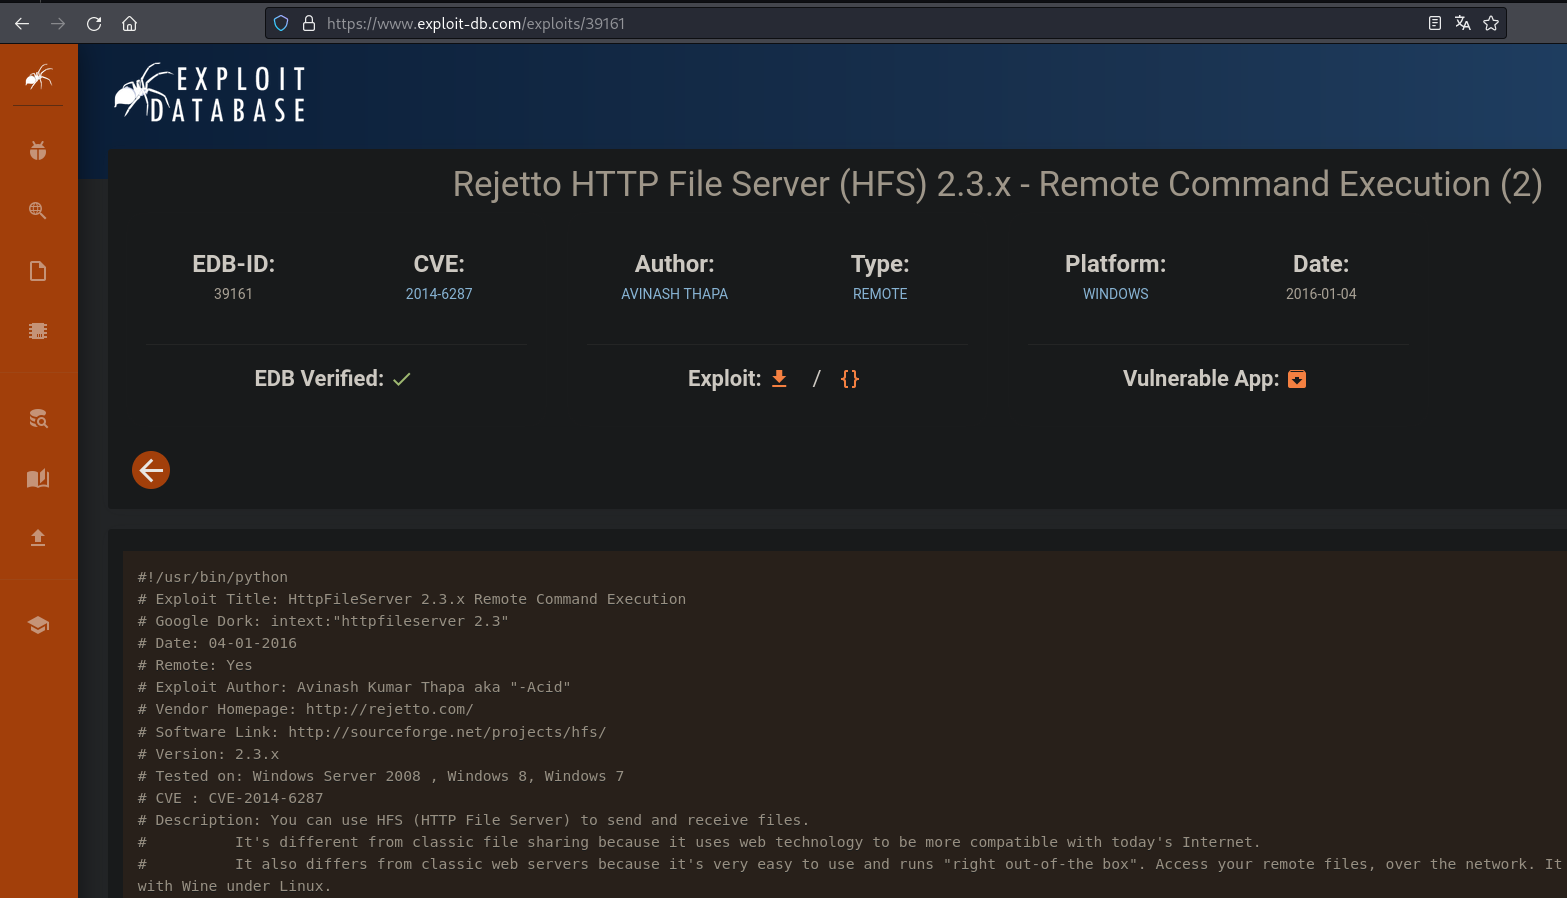 https://www.exploit-db.com/exploits/39161
EXPLOIT
DATABASE
Rejetto HTTP File Server (HFS) 2.3.x - Remote Command Execution (2)
EDB-ID:
39161
CVE:
2014-6287
Author:
AVINASH THAPA
Type:
REMOTE
Platform:
WINDOWS
Date:
2016-01-04
EDB Verified:
Exploit: / {}
Vulnerable App:
#!/usr/bin/python
# Exploit Title: HttpFileServer 2.3.x Remote Command Execution
# Google Dork: intext:"httpfileserver 2.3"
# Date: 04-01-2016
# Remote: Yes
# Exploit Author: Avinash Kumar Thapa aka "-Acid"
# Vendor Homepage: http://rejetto.com/
# Software Link: http://sourceforge.net/projects/hfs/
# Version: 2.3.x
# Tested on: Windows Server 2008 , Windows 8, Windows 7
# CVE : CVE-2014-6287
# Description: You can use HFS (HTTP File Server) to send and receive files.
#          It's different from classic file sharing because it uses web technology to be more compatible with today's Internet.
#          It also differs from classic web servers because it's very easy to use and runs "right out-of-the box". Access your remote files, over the network. It
with Wine under Linux.